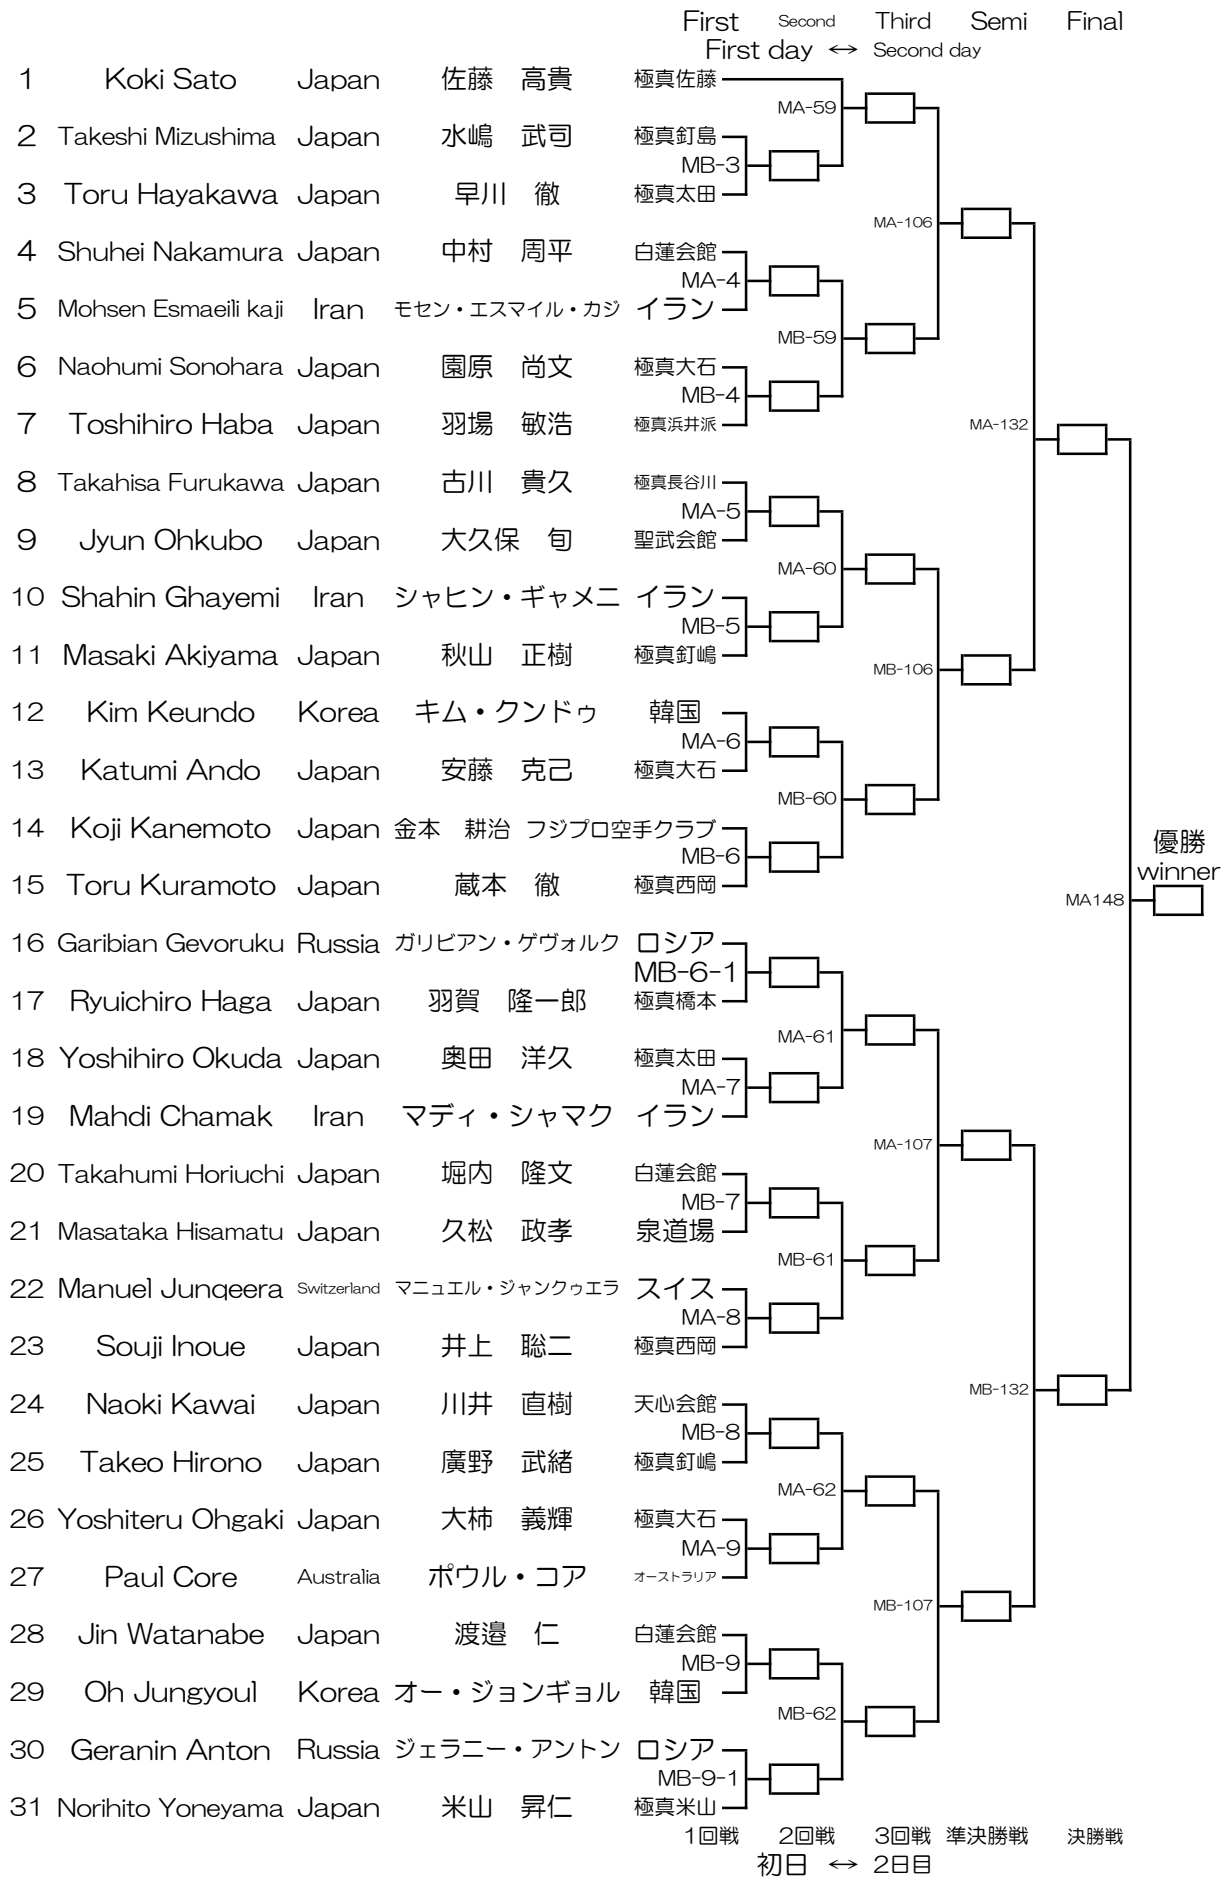 First Second Third Semi Final
First day ↔ Second day
1 Koki Sato Japan 佐藤　高貴 極真佐藤
MA-59
2 Takeshi Mizushima Japan 水嶋　武司 極真釘島
MB-3
3 Toru Hayakawa Japan 早川　徹 極真太田
MA-106
4 Shuhei Nakamura Japan 中村　周平 白蓮会館
MA-4
5 Mohsen Esmaeili kaji Iran モセン・エスマイル・カジ イラン
MB-59
6 Naohumi Sonohara Japan 園原　尚文 極真大石
MB-4
7 Toshihiro Haba Japan 羽場　敏浩 極真浜井派
MA-132
8 Takahisa Furukawa Japan 古川　貴久 極真長谷川
MA-5
9 Jyun Ohkubo Japan 大久保　旬 聖武会館
MA-60
10 Shahin Ghayemi Iran シャヒン・ギャメニ イラン
MB-5
11 Masaki Akiyama Japan 秋山　正樹 極真釘嶋
MB-106
12 Kim Keundo Korea キム・クンドゥ 韓国
MA-6
13 Katumi Ando Japan 安藤　克己 極真大石
MB-60
14 Koji Kanemoto Japan 金本　耕治 フジプロ空手クラブ
MB-6
15 Toru Kuramoto Japan 蔵本　徹 極真西岡
優勝
winner
MA148
16 Garibian Gevoruku Russia ガリビアン・ゲヴォルク ロシア
MB-6-1
17 Ryuichiro Haga Japan 羽賀　隆一郎 極真橋本
MA-61
18 Yoshihiro Okuda Japan 奥田　洋久 極真太田
MA-7
19 Mahdi Chamak Iran マディ・シャマク イラン
MA-107
20 Takahumi Horiuchi Japan 堀内　隆文 白蓮会館
MB-7
21 Masataka Hisamatu Japan 久松　政孝 泉道場
MB-61
22 Manuel Junqeera Switzerland マニュエル・ジャンクゥエラ スイス
MA-8
23 Souji Inoue Japan 井上　聡二 極真西岡
MB-132
24 Naoki Kawai Japan 川井　直樹 天心会館
MB-8
25 Takeo Hirono Japan 廣野　武緒 極真釘嶋
MA-62
26 Yoshiteru Ohgaki Japan 大柿　義輝 極真大石
MA-9
27 Paul Core Australia ポウル・コア オーストラリア
MB-107
28 Jin Watanabe Japan 渡邉　仁 白蓮会館
MB-9
29 Oh Jungyoul Korea オー・ジョンギョル 韓国
MB-62
30 Geranin Anton Russia ジェラニー・アントン ロシア
MB-9-1
31 Norihito Yoneyama Japan 米山　昇仁 極真米山
1回戦 2回戦 3回戦 準決勝戦 決勝戦
初日 ↔ 2日目